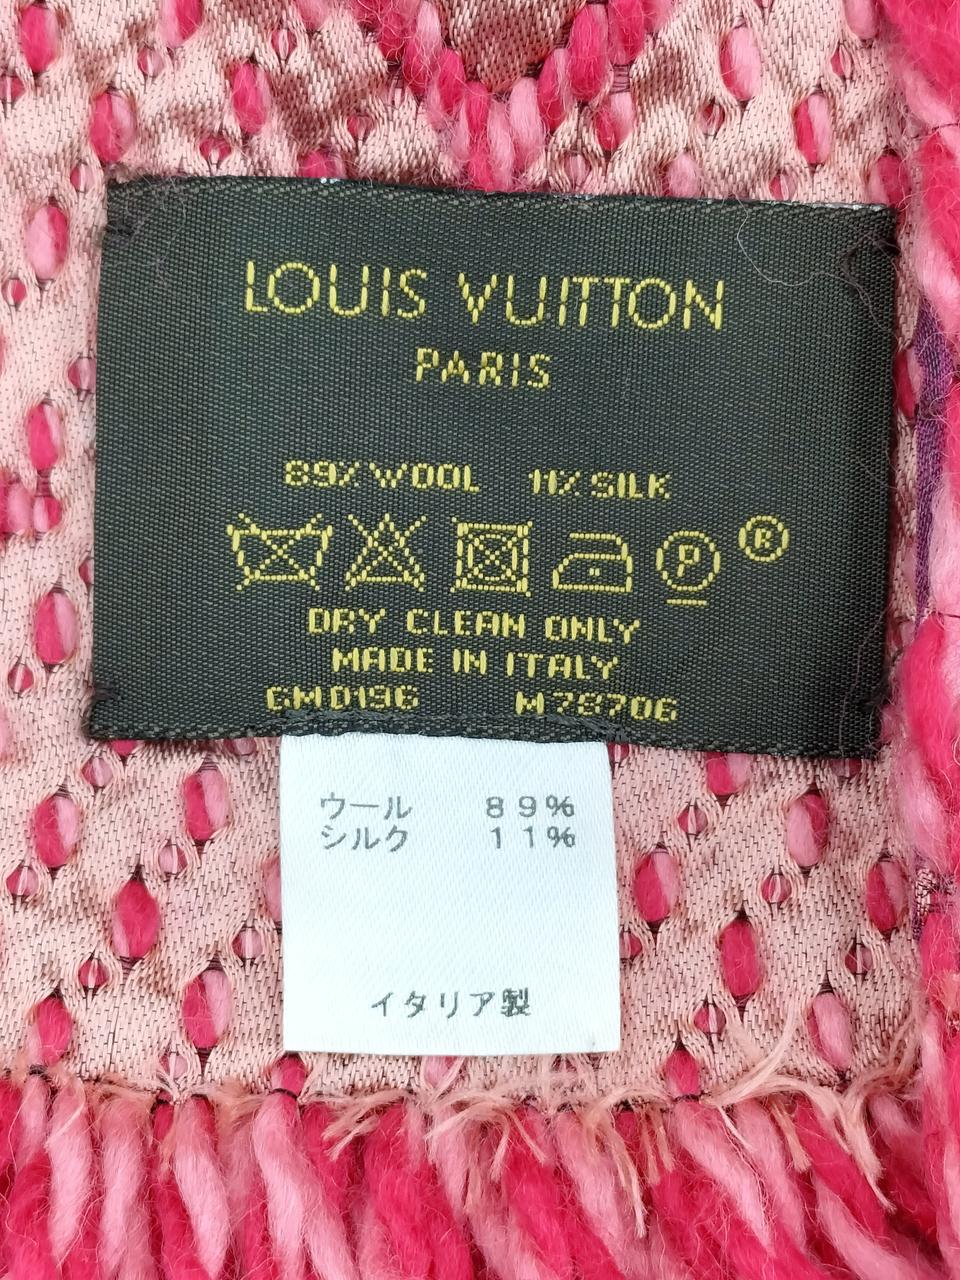 LOUIS VUITTON
PARIS
89% WOOL 11% SILK
P ®
DRY CLEAN ONLY
MADE IN ITALY
GM0196 M78706
ウール 89%
シルク 11%
イタリア製